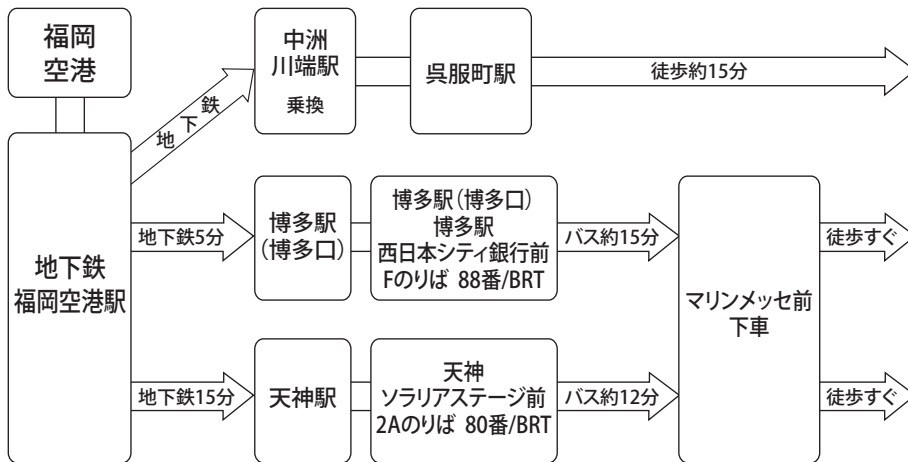 福岡
空港
地下鉄
福岡空港駅
地下鉄
中洲
川端駅
乗換
呉服町駅
徒歩約15分
地下鉄5分
博多駅
(博多口)
博多駅(博多口)
博多駅
西日本シティ銀行前
Fのりば 88番/BRT
バス約15分
マリンメッセ前
下車
徒歩すぐ
地下鉄15分
天神駅
天神
ソラリアステージ前
2Aのりば 80番/BRT
バス約12分
徒歩すぐ